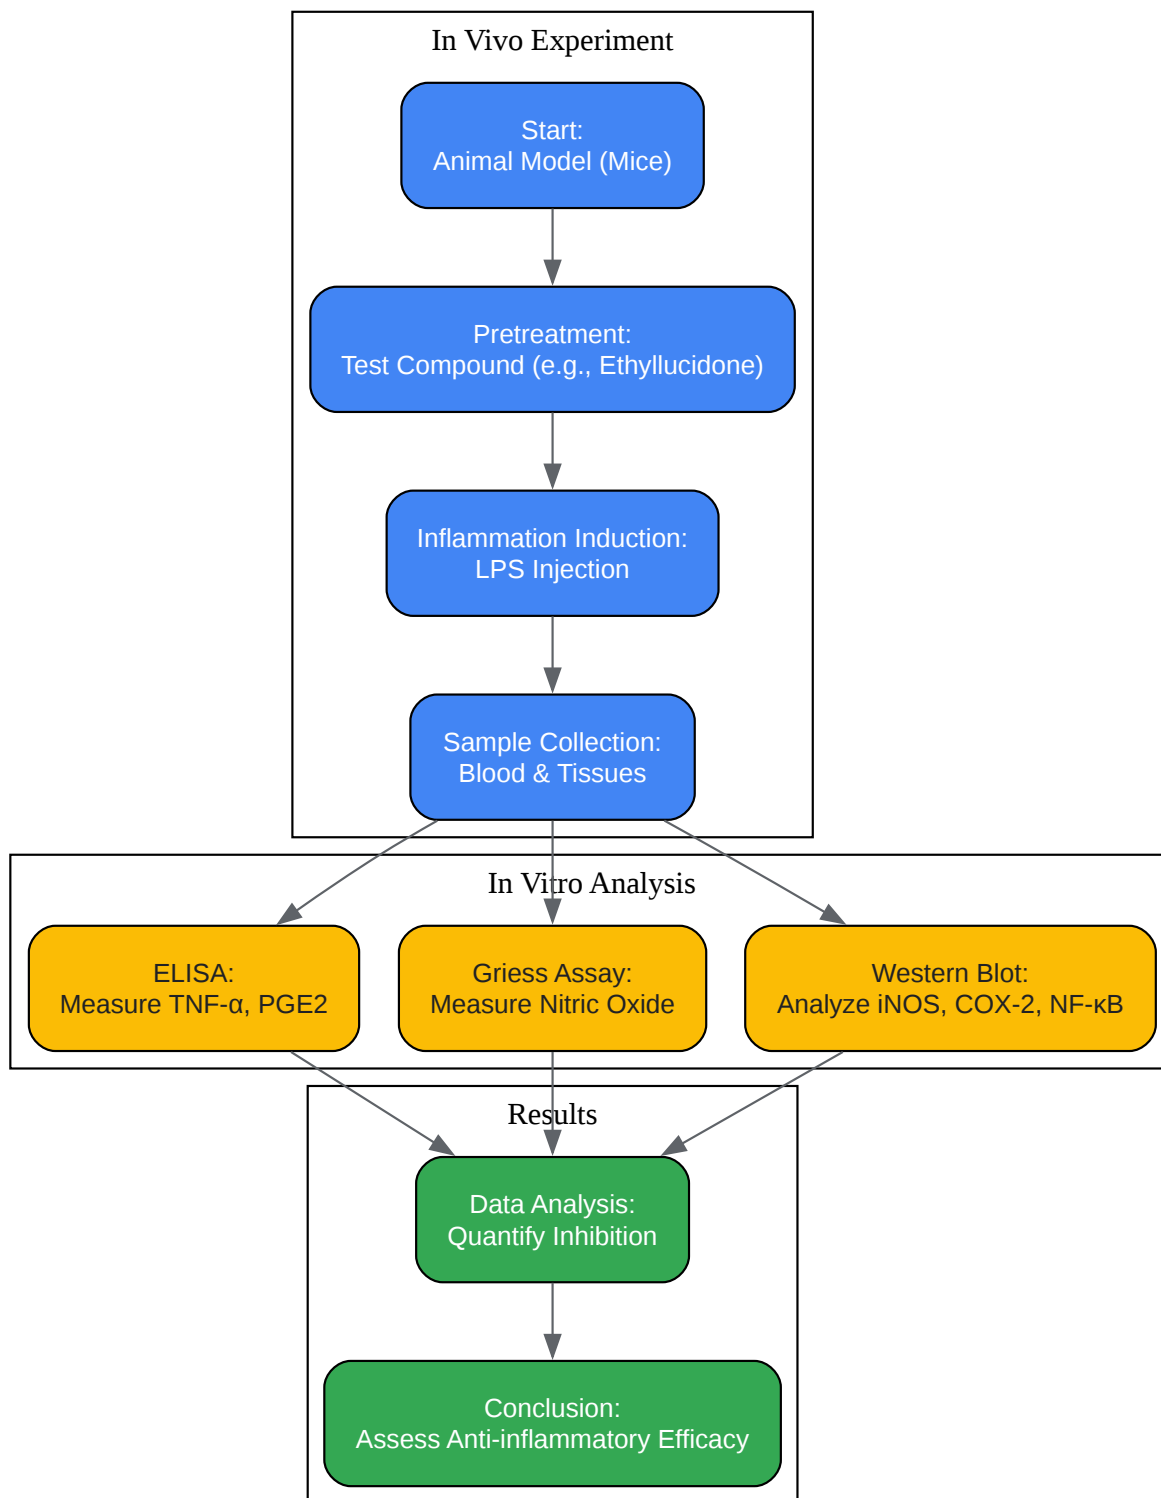 In Vivo Experiment
Start:
Animal Model (Mice)
Pretreatment:
Test Compound (e.g., Ethyllucidone)
Inflammation Induction:
LPS Injection
Sample Collection:
Blood & Tissues
In Vitro Analysis
ELISA:
Measure TNF-α, PGE2
Griess Assay:
Measure Nitric Oxide
Western Blot:
Analyze iNOS, COX-2, NF-κB
Results
Data Analysis:
Quantify Inhibition
Conclusion:
Assess Anti-inflammatory Efficacy